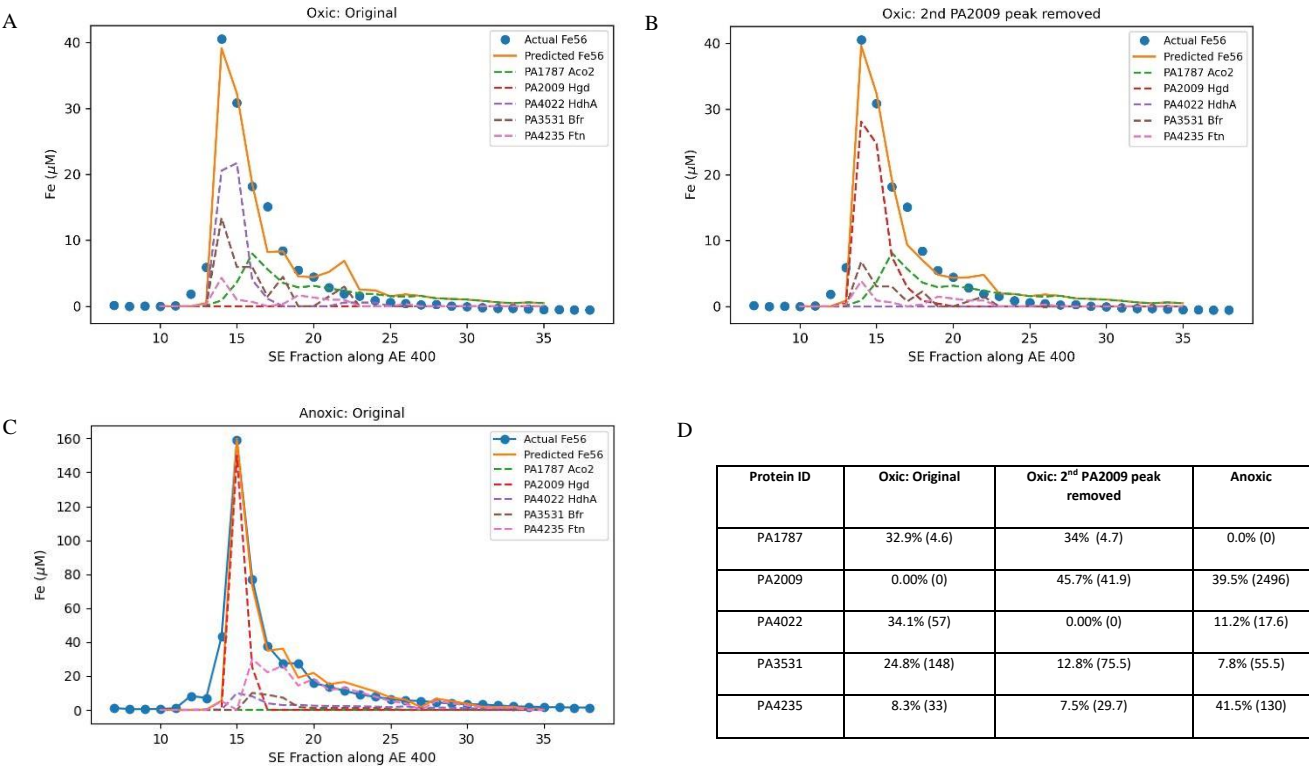 A
Oxic: Original
40
30
20
10
0
Fe (μM)
10 15 20 25 30 35
SE Fraction along AE 400
Actual Fe56
Predicted Fe56
PA1787 Aco2
PA2009 Hgd
PA4022 HdhA
PA3531 Bfr
PA4235 Ftn
B
Oxic: 2nd PA2009 peak removed
40
30
20
10
0
Fe (μM)
10 15 20 25 30 35
SE Fraction along AE 400
Actual Fe56
Predicted Fe56
PA1787 Aco2
PA2009 Hgd
PA4022 HdhA
PA3531 Bfr
PA4235 Ftn
C
Anoxic: Original
160
140
120
100
80
60
40
20
0
Fe (μM)
10 15 20 25 30 35
SE Fraction along AE 400
Actual Fe56
Predicted Fe56
PA1787 Aco2
PA2009 Hgd
PA4022 HdhA
PA3531 Bfr
PA4235 Ftn
D
Protein ID Oxic: Original Oxic: 2nd PA2009 peak Anoxic
removed
PA1787 32.9% (4.6) 34% (4.7) 0.0% (0)
PA2009 0.00% (0) 45.7% (41.9) 39.5% (2496)
PA4022 34.1% (57) 0.00% (0) 11.2% (17.6)
PA3531 24.8% (148) 12.8% (75.5) 7.8% (55.5)
PA4235 8.3% (33) 7.5% (29.7) 41.5% (130)